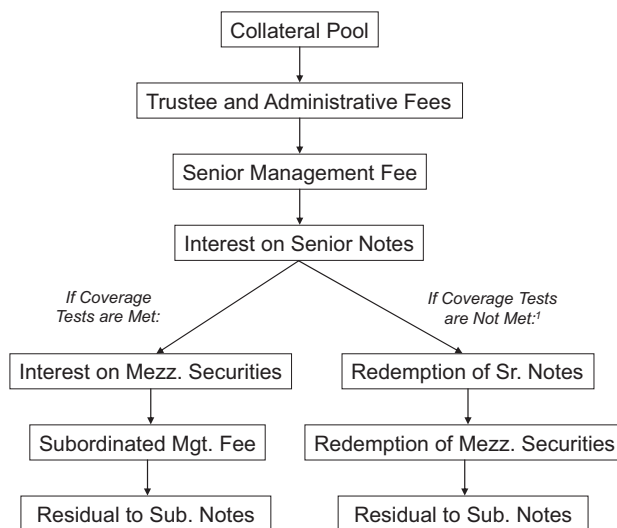 Collateral Pool
Trustee and Administrative Fees
Senior Management Fee
Interest on Senior Notes
If Coverage
Tests are Met:
If Coverage Tests
are Not Met:¹
Interest on Mezz. Securities
Redemption of Sr. Notes
Subordinated Mgt. Fee
Redemption of Mezz. Securities
Residual to Sub. Notes
Residual to Sub. Notes